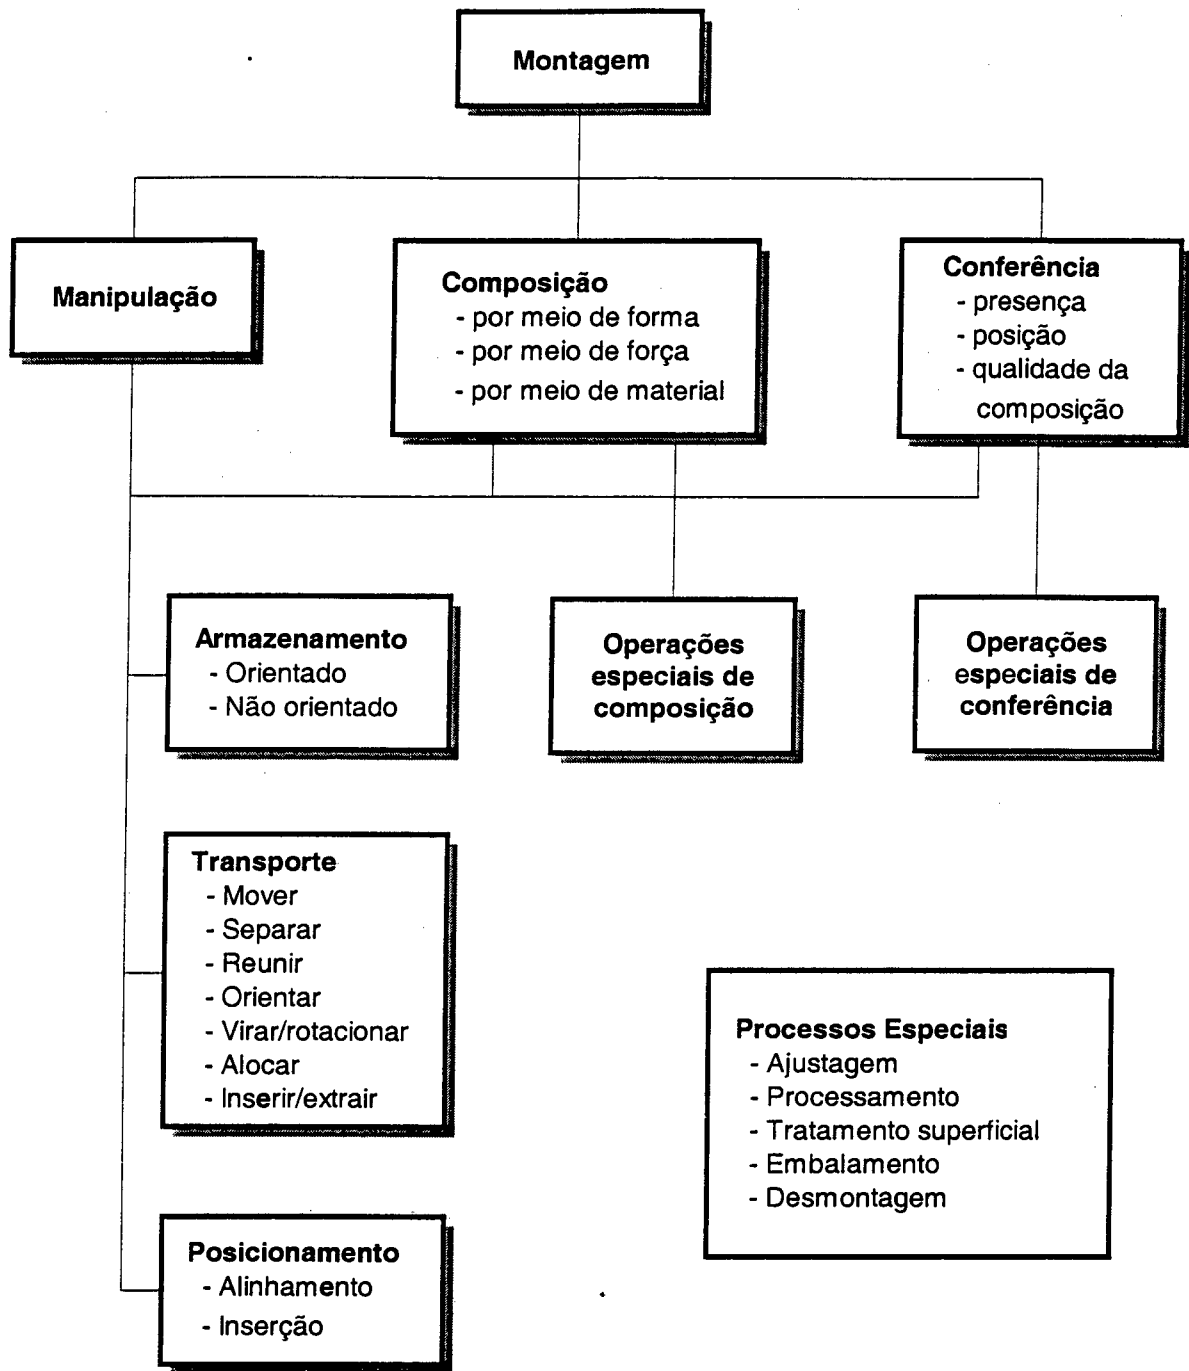 Montagem
Manipulação
Composição
- por meio de forma
- por meio de força
- por meio de material
Conferência
- presença
- posição
- qualidade da
composição
Armazenamento
- Orientado
- Não orientado
Operações
especiais de
composição
Operações
especiais de
conferência
Transporte
- Mover
- Separar
- Reunir
- Orientar
- Virar/rotacionar
- Alocar
- Inserir/extrair
Processos Especiais
- Ajustagem
- Processamento
- Tratamento superficial
- Embalamento
- Desmontagem
Posicionamento
- Alinhamento
- Inserção